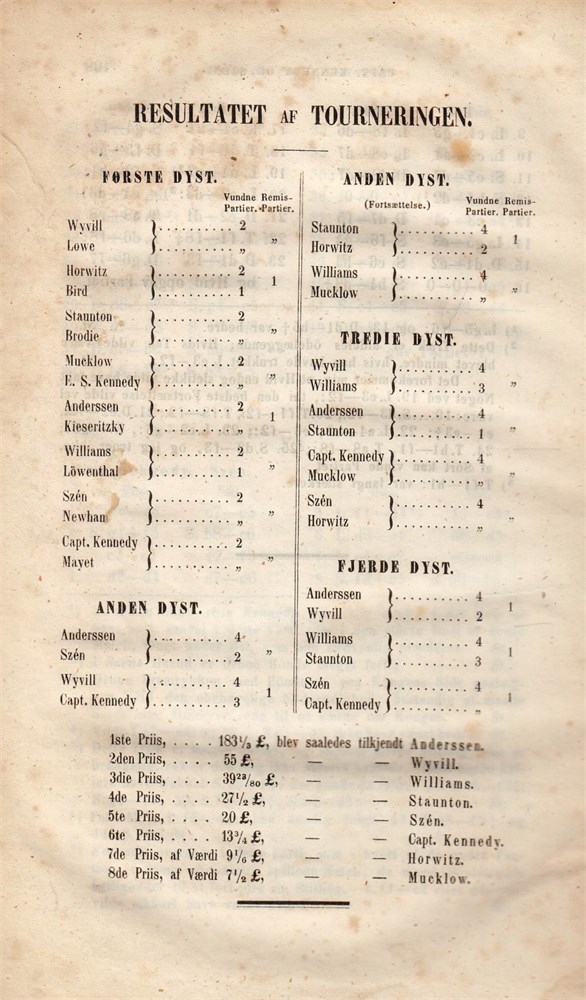 RESULTATET AF TOURNERINGEN.
FØRSTE DYST.
Vundne Remis-
Partier. Partier.
Wyvill } .......... 2
Lowe „ „
Horwitz } .......... 2
Bird 1 1
Staunton } .......... 2
Brodie „ „
Mucklow } .......... 2
E. S. Kennedy „ „
Anderssen } .......... 2
Kieseritzky „ 1
Williams } .......... 2
Löwenthal 1 „
Szén } .......... 2
Newham „ „
Capt. Kennedy } .......... 2
Mayet „ „
ANDEN DYST.
Anderssen } .......... 4
Szén 2 „
Wyvill } .......... 4
Capt. Kennedy 3 1
ANDEN DYST.
(Fortsættelse.)
Vundne Remis-
Partier. Partier.
Staunton } .......... 4
Horwitz 2 1
Williams } .......... 4
Mucklow „ „
TREDIE DYST.
Wyvill } .......... 4
Williams 3 „
Anderssen } .......... 4
Staunton 1 „
Capt. Kennedy } .......... 4
Mucklow „ „
Szén } .......... 4
Horwitz „ „
FJERDE DYST.
Anderssen } .......... 4
Wyvill 2 1
Williams } .......... 4
Staunton 3 1
Szén } .......... 4
Capt. Kennedy „ 1
1ste Priis, . . . . 183⅓ £, blev saaledes tilkjendt Anderssen.
2den Priis, . . . . 55 £, — — Wyvill.
3die Priis, . . . . 39 23/80 £, — — Williams.
4de Priis, . . . . 27½ £, — — Staunton.
5te Priis, . . . . 20 £, — — Szén.
6te Priis, . . . . 13¾ £, — — Capt. Kennedy.
7de Priis, af Værdi 9⅙ £, — — Horwitz.
8de Priis, af Værdi 7½ £, — — Mucklow.